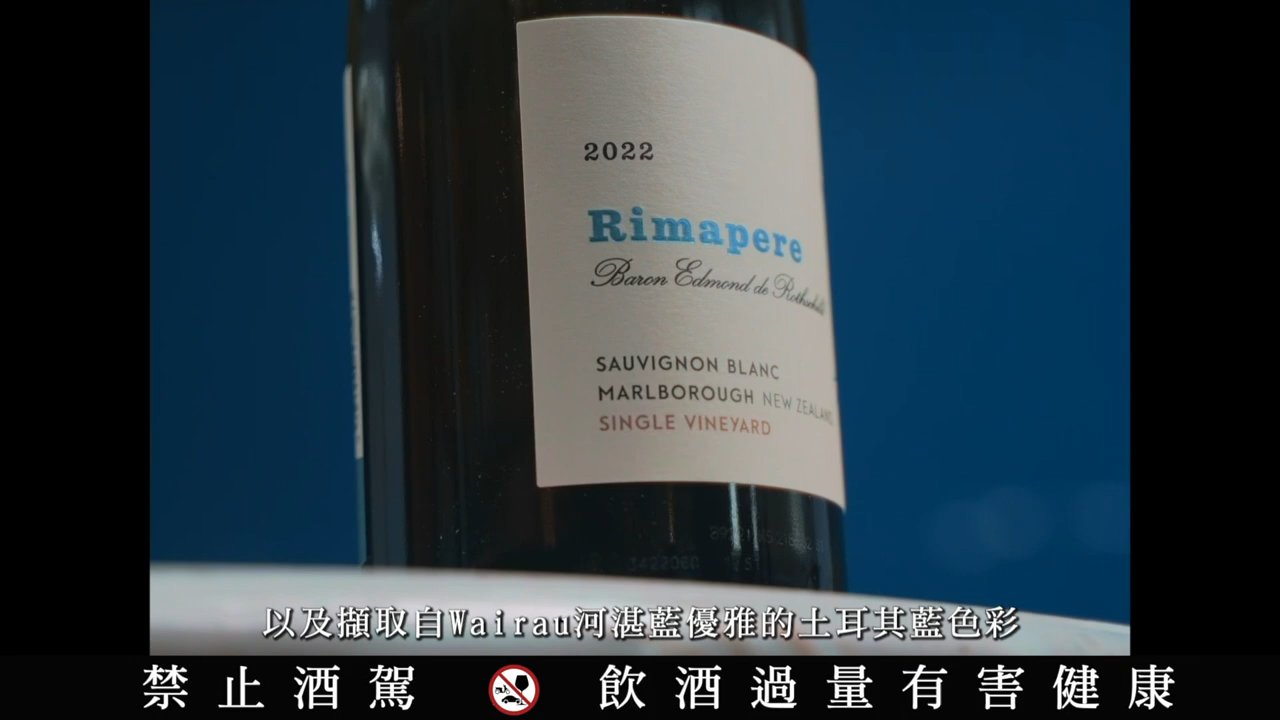 2022
Rimapere
Baron Edmond de Rothschild
SAUVIGNON BLANC
MARLBOROUGH NEW ZEALAND
SINGLE VINEYARD
以及擷取自Wairau河湛藍優雅的土耳其藍色彩
禁止酒駕 飲酒過量有害健康